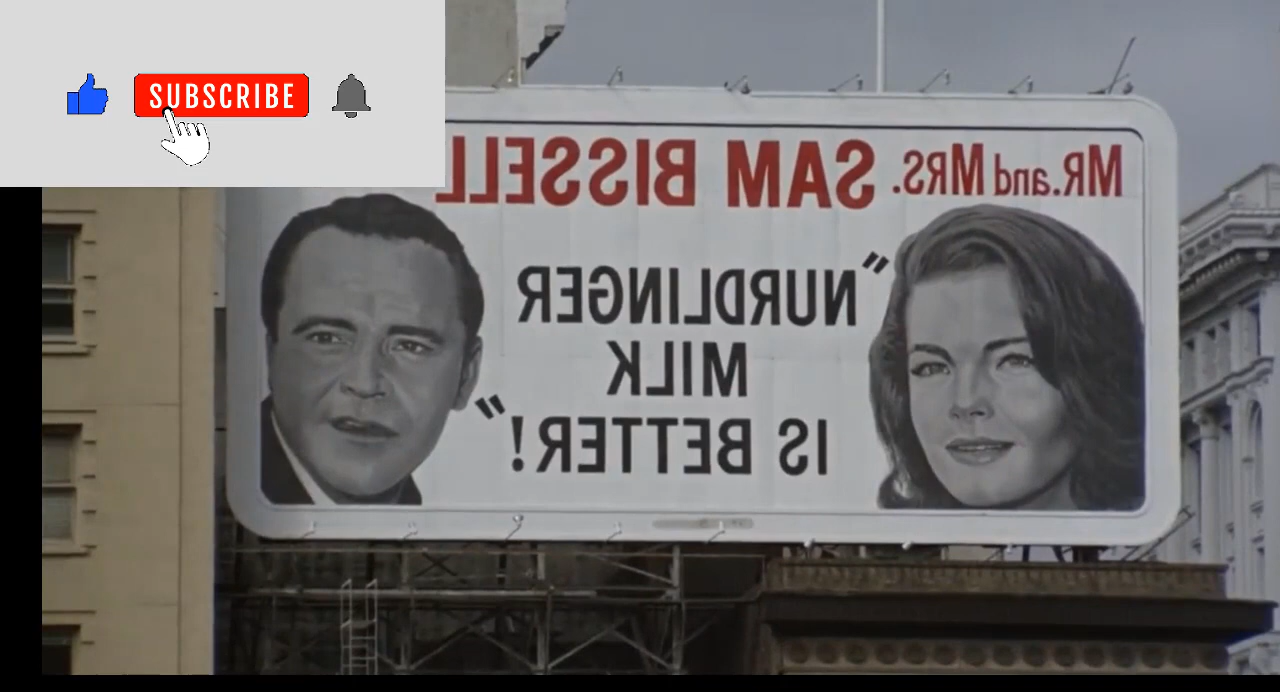 SUBSCRIBE
MR. and MRS. SAM BISSELL
"NURDLINGER
MILK
IS BETTER!"